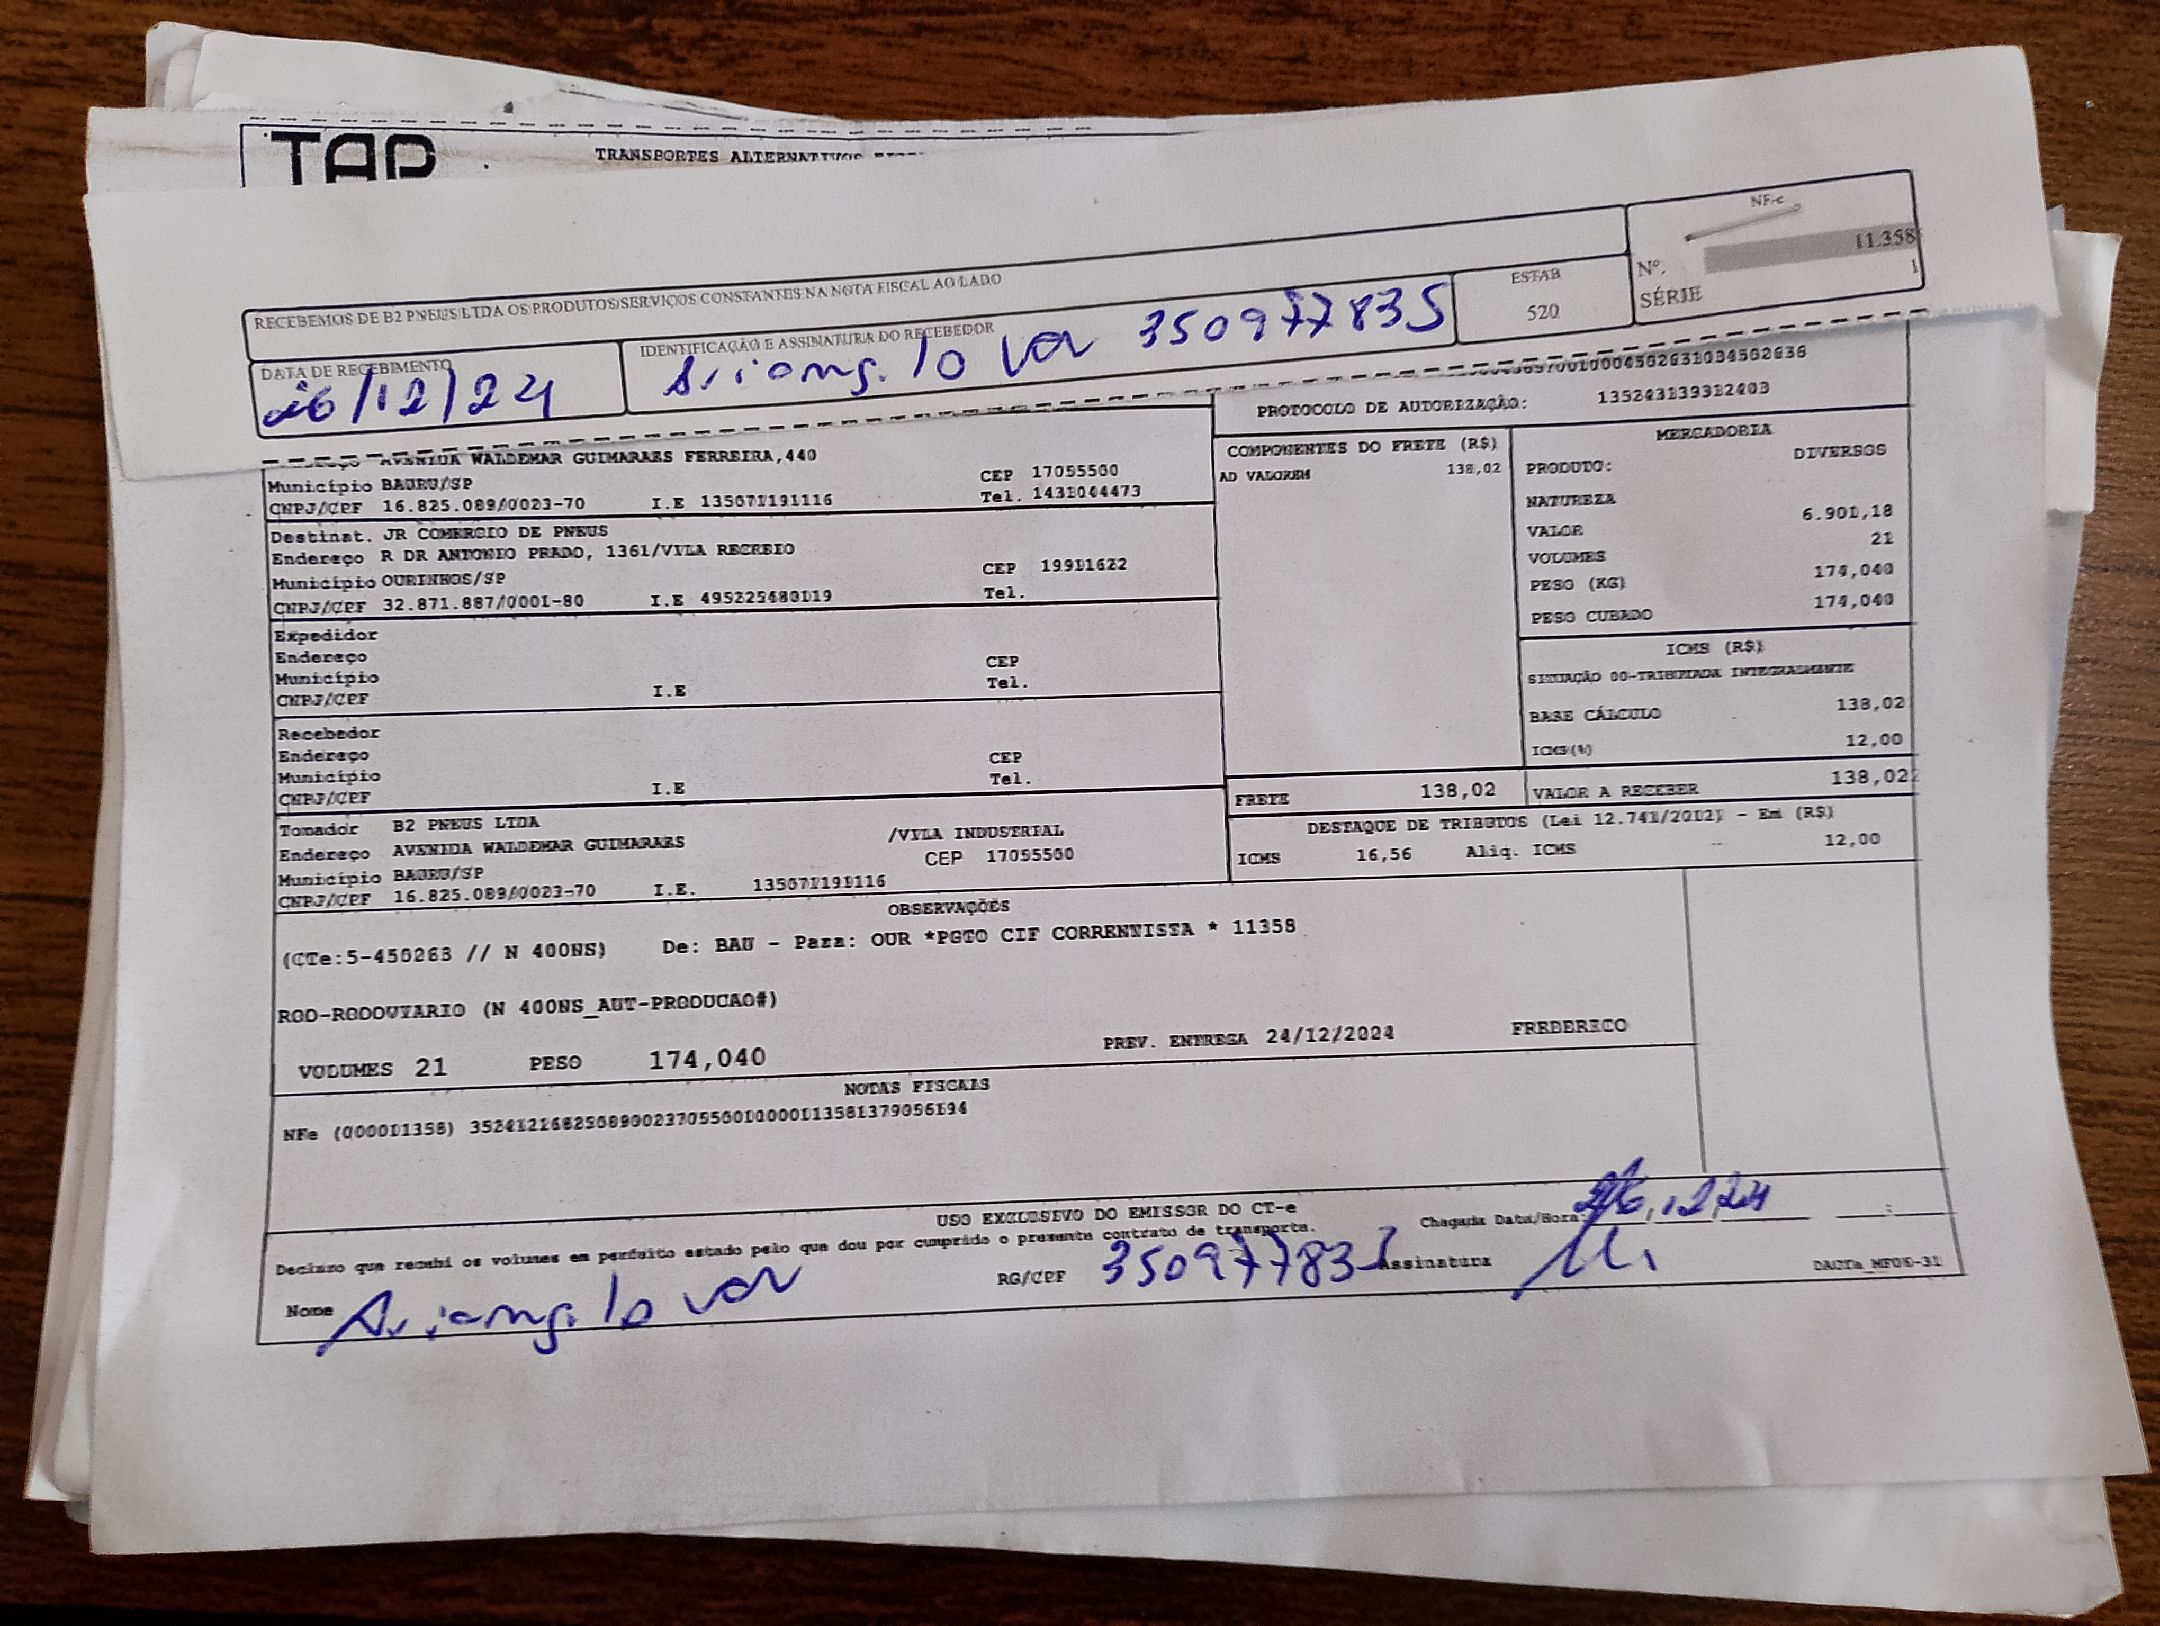 TAP
TRANSPORTES ALTERNATIVOS
RECEBEMOS DE B2 PNEUS LTDA OS PRODUTOS/SERVIÇOS CONSTANTES NA NOTA FISCAL AO LADO
NF-e
Nº. 11.358
SÉRIE 1
DATA DE RECEBIMENTO
26/12/24
IDENTIFICAÇÃO E ASSINATURA DO RECEBEDOR
350977835
ESTAB
520
PROTOCOLO DE AUTORIZAÇÃO: 135243139312403
AVENIDA WALDEMAR GUIMARAES FERREIRA,440
Município BAURU/SP CEP 17055500
CNPJ/CPF 16.825.089/0023-70 I.E 135071191116 Tel. 1431044473
Destinat. JR COMERCIO DE PNEUS
Endereço R DR ANTONIO PRADO, 1361/VILA RECREIO
Município OURINHOS/SP CEP 19911622
CNPJ/CPF 32.871.887/0001-80 I.E 495225480119 Tel.
Expedidor
Endereço
Município CEP
CNPJ/CPF I.E Tel.
Recebedor
Endereço
Município CEP
CNPJ/CPF I.E Tel.
Tomador B2 PNEUS LTDA
Endereço AVENIDA WALDEMAR GUIMARAES /VILA INDUSTRIAL
Município BAURU/SP CEP 17055500
CNPJ/CPF 16.825.089/0023-70 I.E. 135071191116
COMPONENTES DO FRETE (R$)
AD VALOREM 138,02
MERCADORIA
PRODUTO: DIVERSOS
NATUREZA
VALOR 6.901,18
VOLUMES 21
PESO (KG) 174,040
PESO CUBADO 174,040
ICMS (R$)
SITUAÇÃO 00-TRIBUTADA INTEGRALMENTE
BASE CÁLCULO 138,02
ICMS(%) 12,00
FRETE 138,02 VALOR A RECEBER 138,02
DESTAQUE DE TRIBUTOS (Lei 12.741/2012) - Em (R$)
ICMS 16,56 Aliq. ICMS 12,00
OBSERVAÇÕES
(CTe:5-450263 // N 400NS) De: BAU - Para: OUR *PGTO CIF CORRENTISTA * 11358
ROD-RODOVIARIO (N 400NS_AUT-PRODUCAO#)
VOLUMES 21 PESO 174,040 PREV. ENTREGA 24/12/2024 FREDERICO
NOTAS FISCAIS
NFe (000011358)
USO EXCLUSIVO DO EMISSOR DO CT-e
Declaro que recebi os volumes em perfeito estado pelo que dou por cumprido o presente contrato de transporte.
Chegada Data/Hora: 26,12,24 :
Nome RG/CPF 350977835 Assinatura